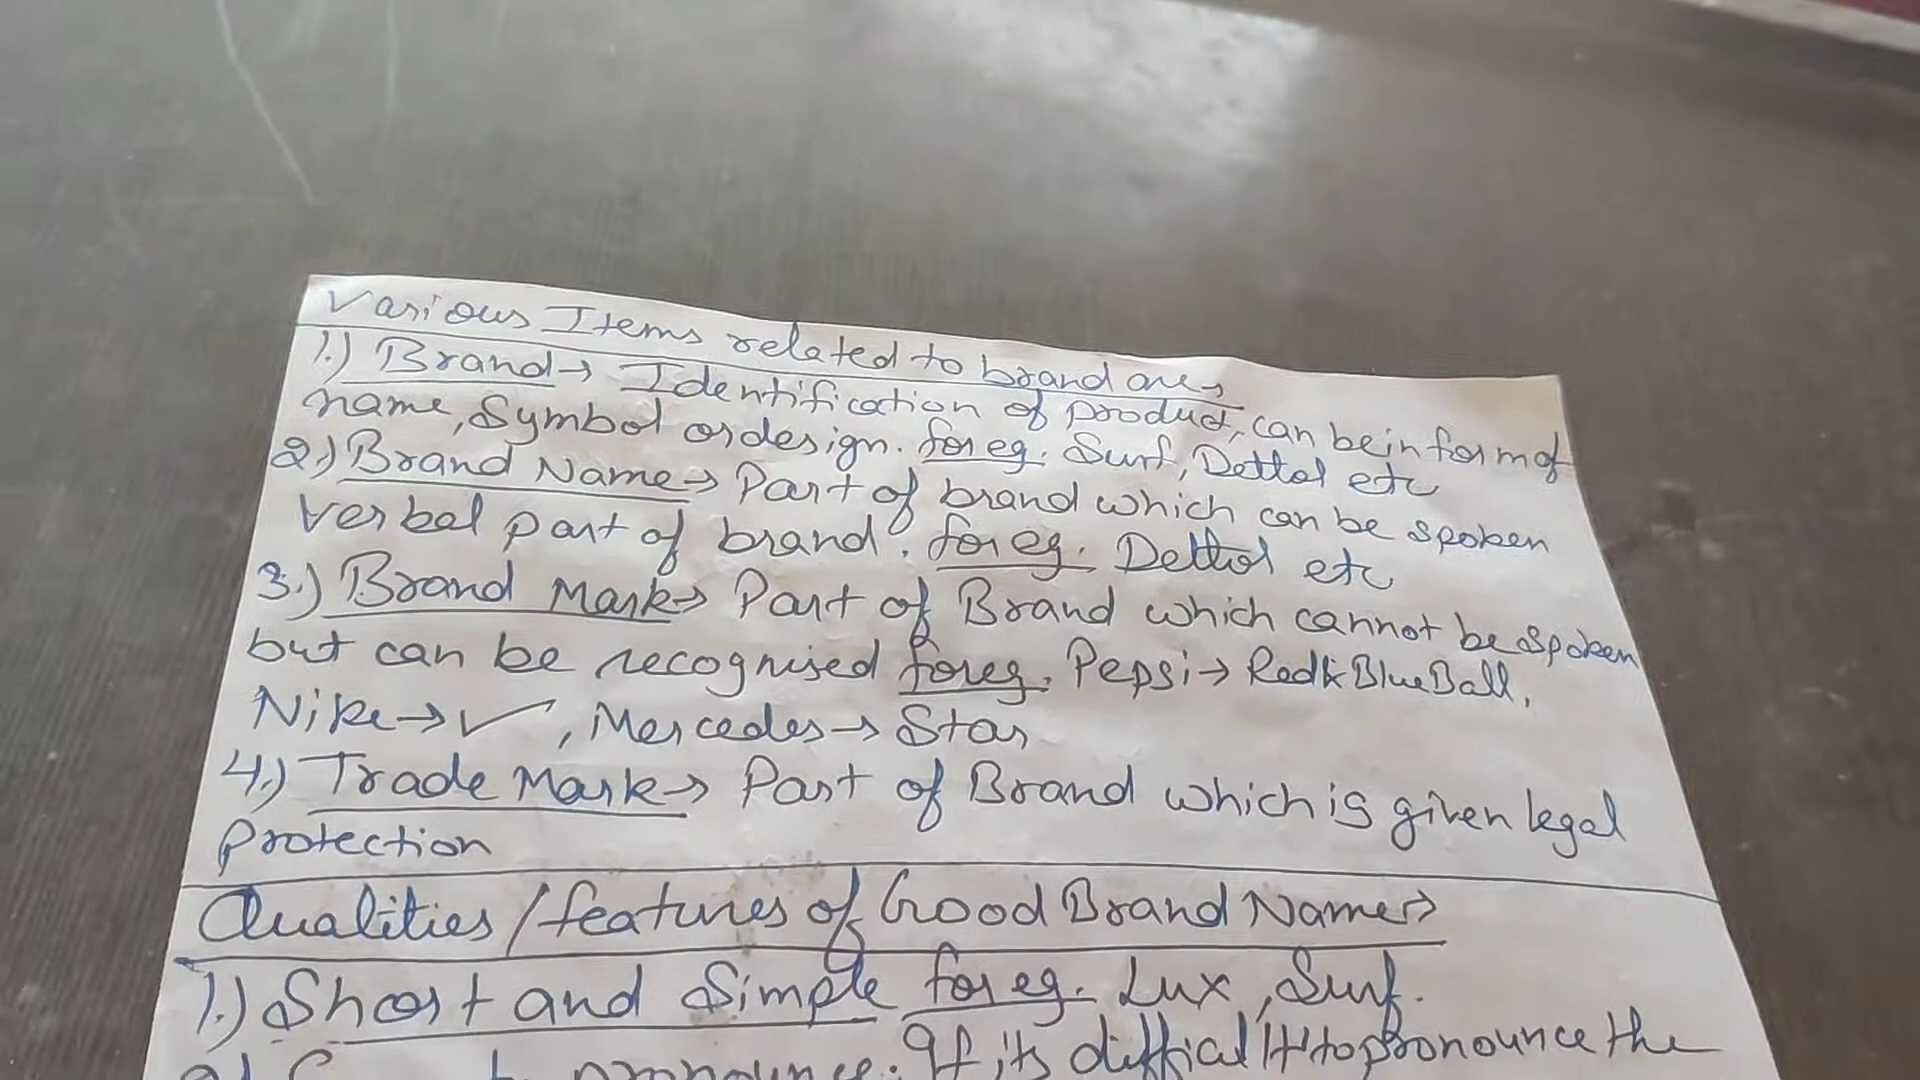 Various Items related to brand are→
1.) Brand→ Identification of product, can be in form of
name, Symbol or design. for eg. Surf, Dettol etc
2.) Brand Name→ Part of brand which can be spoken
Verbal part of brand. for eg. Dettol etc
3.) Brand Mark→ Part of Brand which cannot be spoken
but can be recognised for eg. Pepsi→ Red & Blue Ball,
Nike→ ✓, Mercedes→ Star
4.) Trade Mark→ Part of Brand which is given legal
Protection
Qualities/features of Good Brand Name→
1.) Short and Simple for eg. Lux, Surf.
pronounce. If its difficult to pronounce the